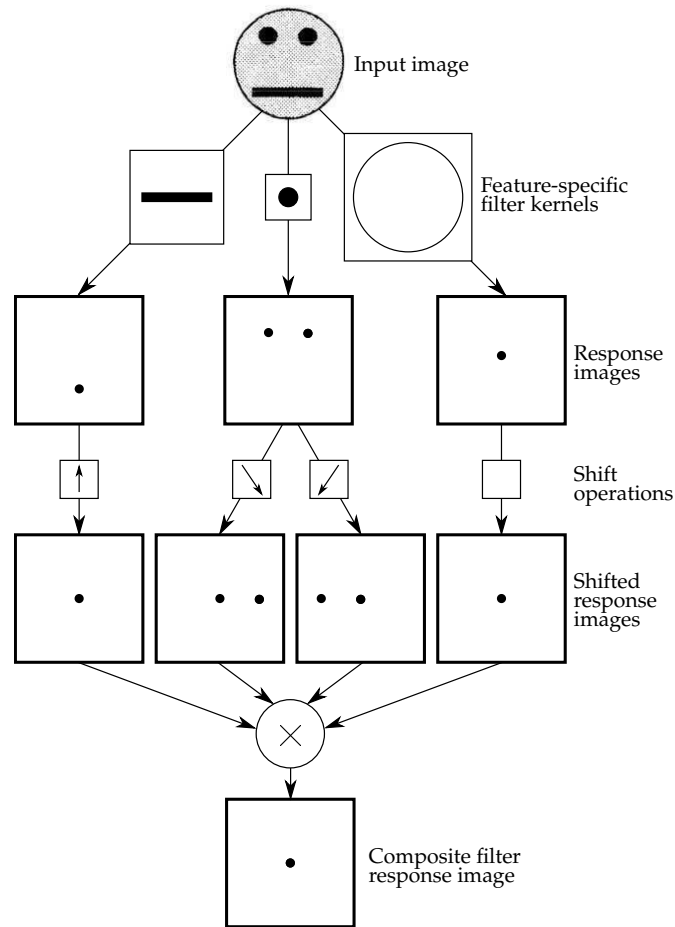 Input image
Feature-specific
filter kernels
Response
images
Shift
operations
Shifted
response
images
Composite filter
response image